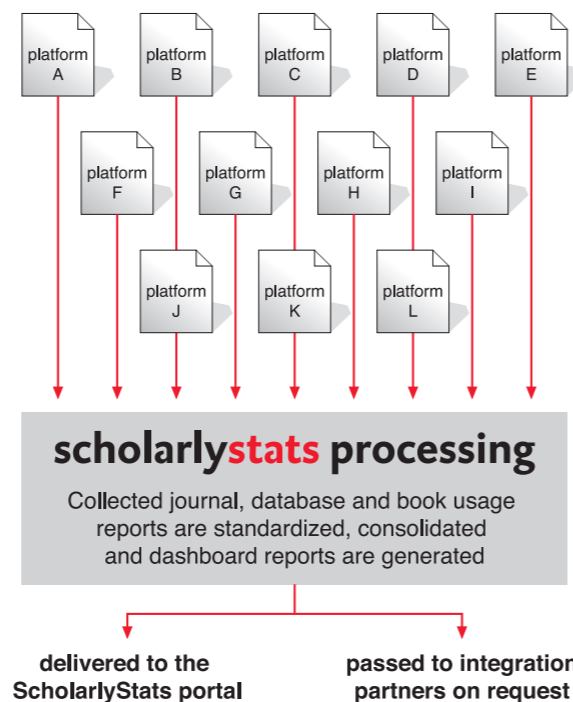 platform
A
platform
B
platform
C
platform
D
platform
E
platform
F
platform
G
platform
H
platform
I
platform
J
platform
K
platform
L
scholarlystats processing
Collected journal, database and book usage
reports are standardized, consolidated
and dashboard reports are generated
delivered to the
ScholarlyStats portal
passed to integration
partners on request